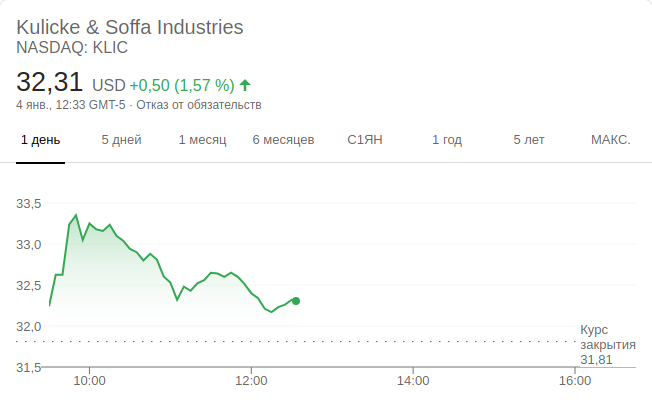 Kulicke & Soffa Industries
NASDAQ: KLIC
32,31 USD +0,50 (1,57 %)
4 янв., 12:33 GMT-5 · Отказ от обязательств
1 день 5 дней 1 месяц 6 месяцев С1ЯН 1 год 5 лет МАКС.
33,5
33,0
32,5
32,0
31,5
Курс
закрытия
31,81
10:00 12:00 14:00 16:00